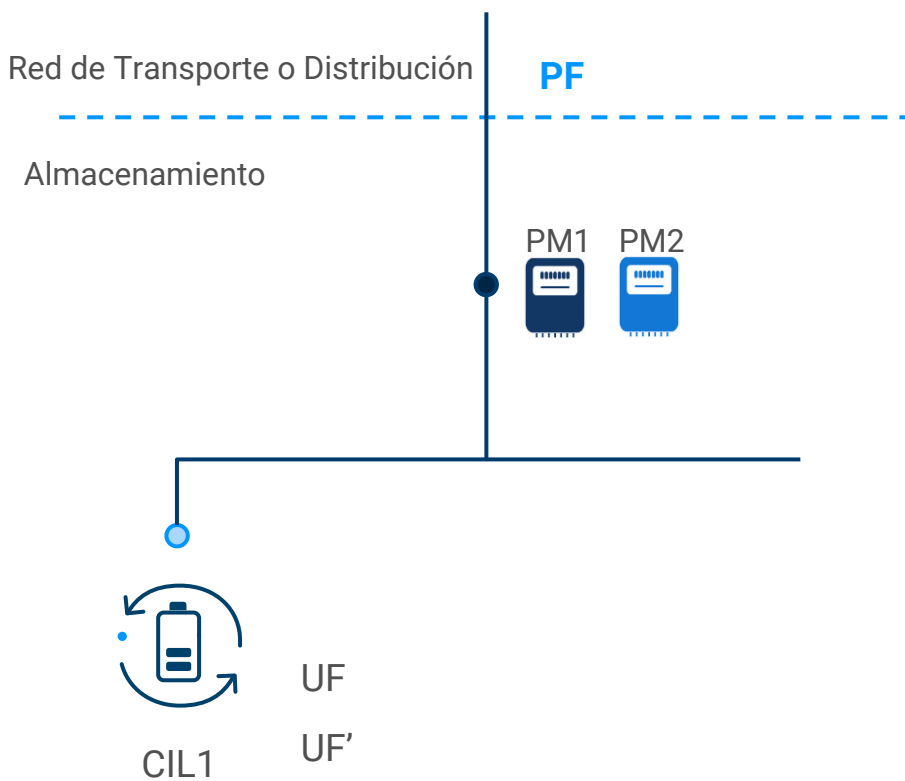 Red de Transporte o Distribución
PF
Almacenamiento
PM1
PM2
UF
UF’
CIL1